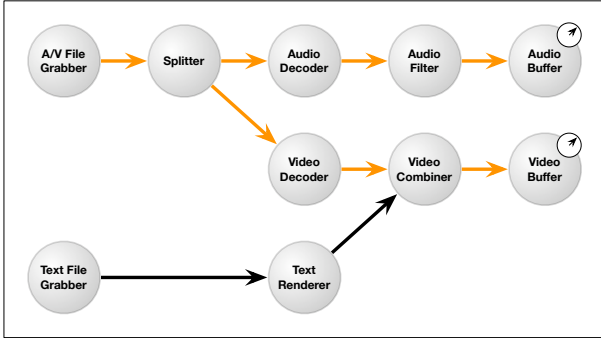 A/V File
Grabber
Splitter
Audio
Decoder
Audio
Filter
Audio
Buffer
Video
Decoder
Video
Combiner
Video
Buffer
Text File
Grabber
Text
Renderer